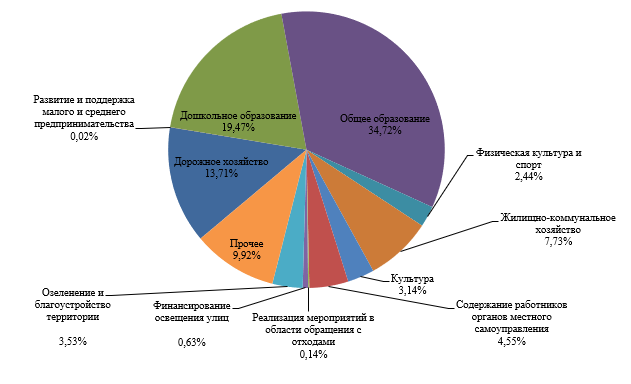 Развитие и поддержка
малого и среднего
предпринимательства
0,02%
Дошкольное образование
19,47%
Общее образование
34,72%
Физическая культура и
спорт
2,44%
Дорожное хозяйство
13,71%
Жилищно-коммунальное
хозяйство
7,73%
Прочее
9,92%
Культура
3,14%
Озеленение и
благоустройство
территории
3,53%
Финансирование
освещения улиц
0,63%
Реализация мероприятий в
области обращения с
отходами
0,14%
Содержание работников
органов местного
самоуправления
4,55%